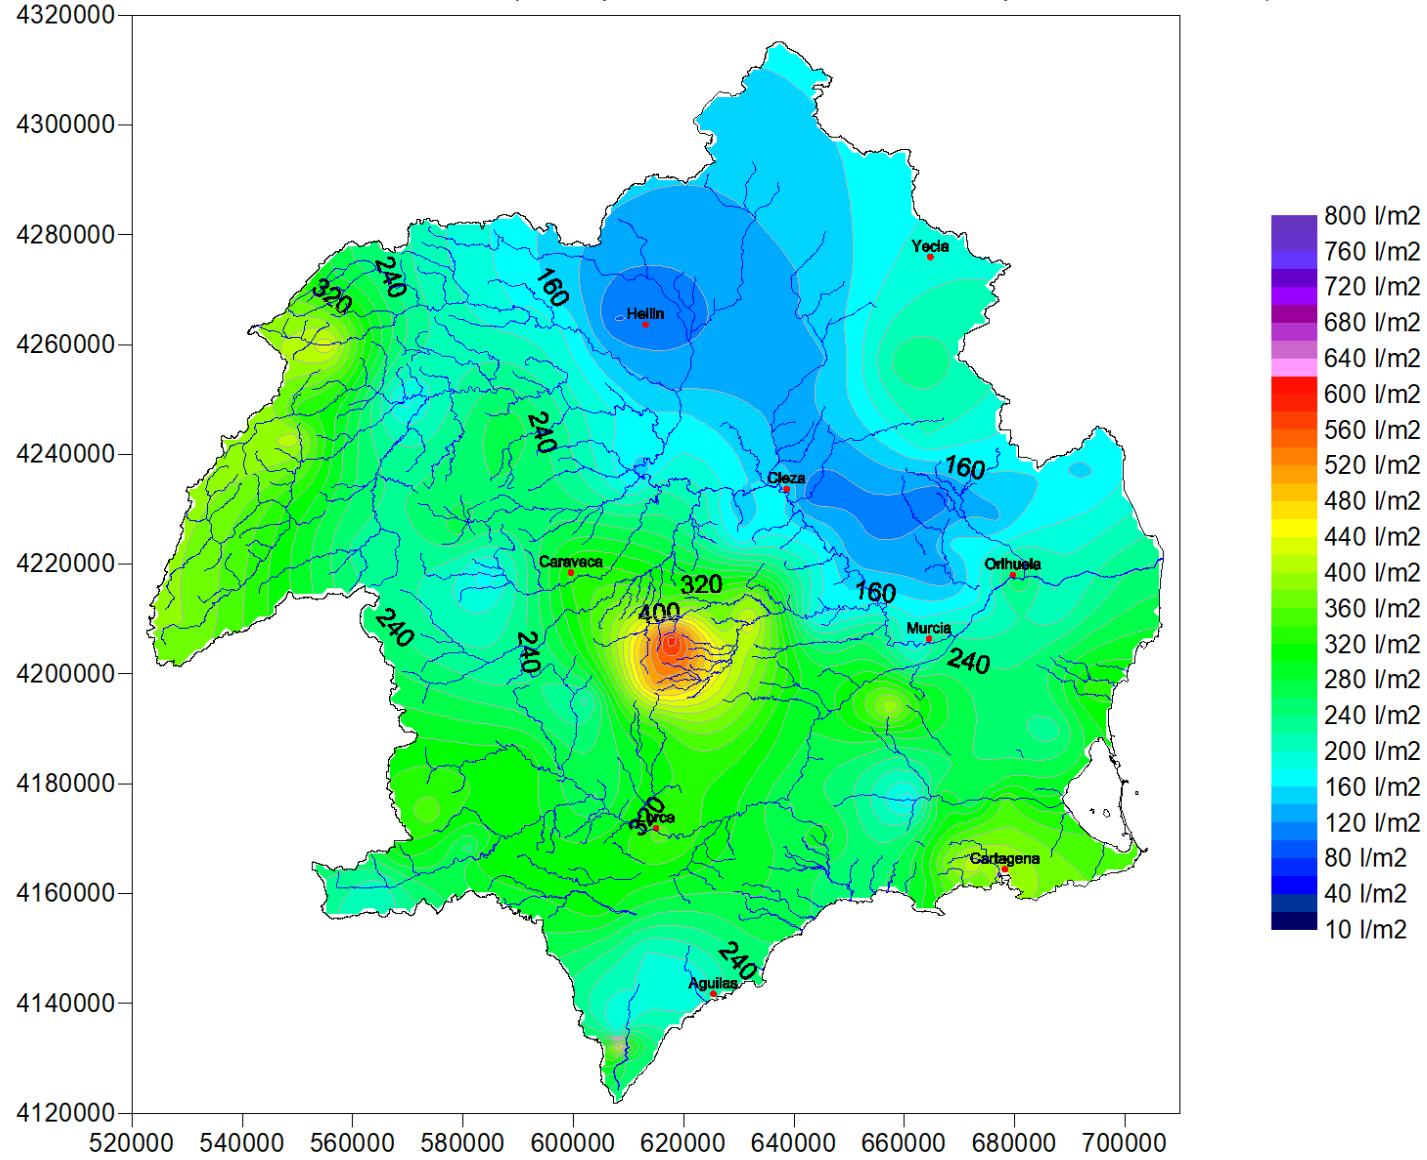 4320000
4300000
4280000
4260000
4240000
4220000
4200000
4180000
4160000
4140000
4120000
520000 540000 560000 580000 600000 620000 640000 660000 680000 700000
Yecla
240
320
160
Hellin
240
160
Cieza
Caravaca
320
Orihuela
400
160
240
Murcia
240
240
320
Lorca
Cartagena
240
Aguilas
800 l/m2
760 l/m2
720 l/m2
680 l/m2
640 l/m2
600 l/m2
560 l/m2
520 l/m2
480 l/m2
440 l/m2
400 l/m2
360 l/m2
320 l/m2
280 l/m2
240 l/m2
200 l/m2
160 l/m2
120 l/m2
80 l/m2
40 l/m2
10 l/m2